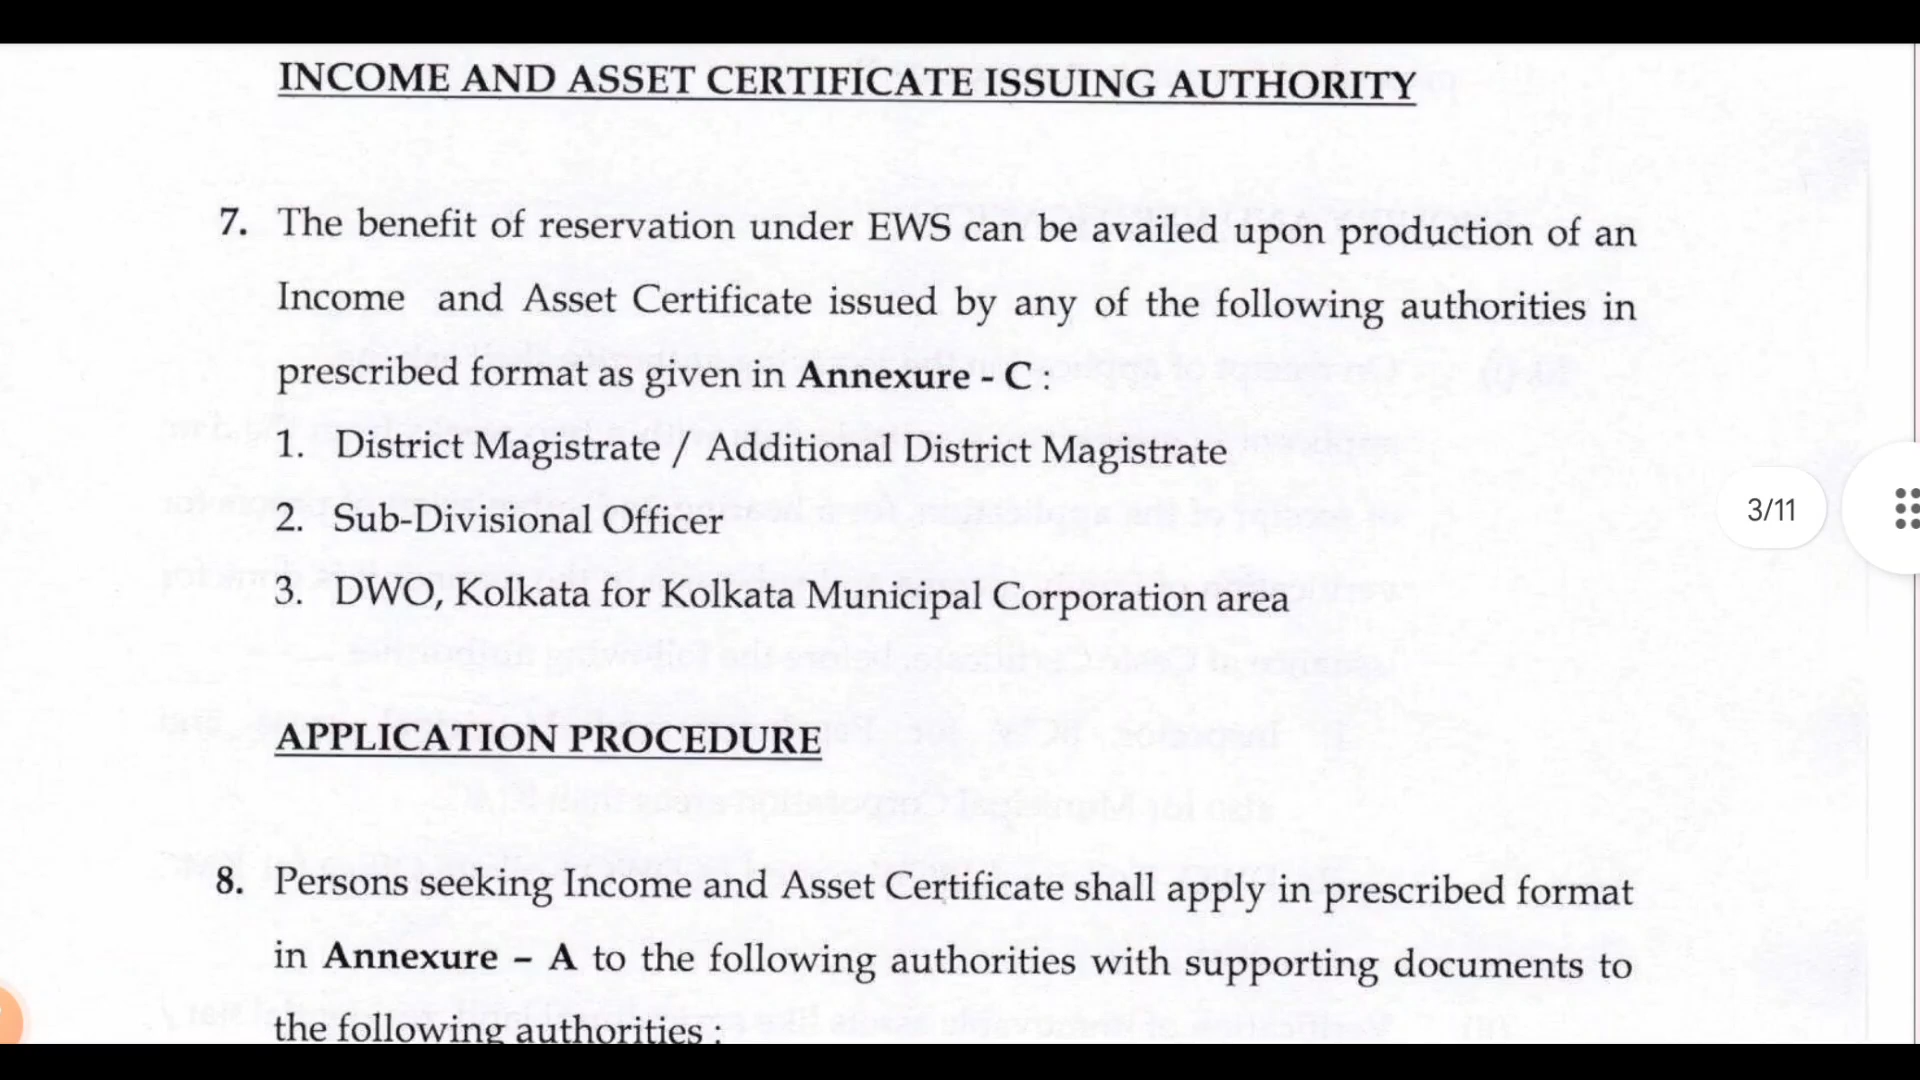 INCOME AND ASSET CERTIFICATE ISSUING AUTHORITY
7. The benefit of reservation under EWS can be availed upon production of an
Income and Asset Certificate issued by any of the following authorities in
prescribed format as given in Annexure - C :
1. District Magistrate / Additional District Magistrate
2. Sub-Divisional Officer
3. DWO, Kolkata for Kolkata Municipal Corporation area
3/11
APPLICATION PROCEDURE
8. Persons seeking Income and Asset Certificate shall apply in prescribed format
in Annexure – A to the following authorities with supporting documents to
the following authorities :